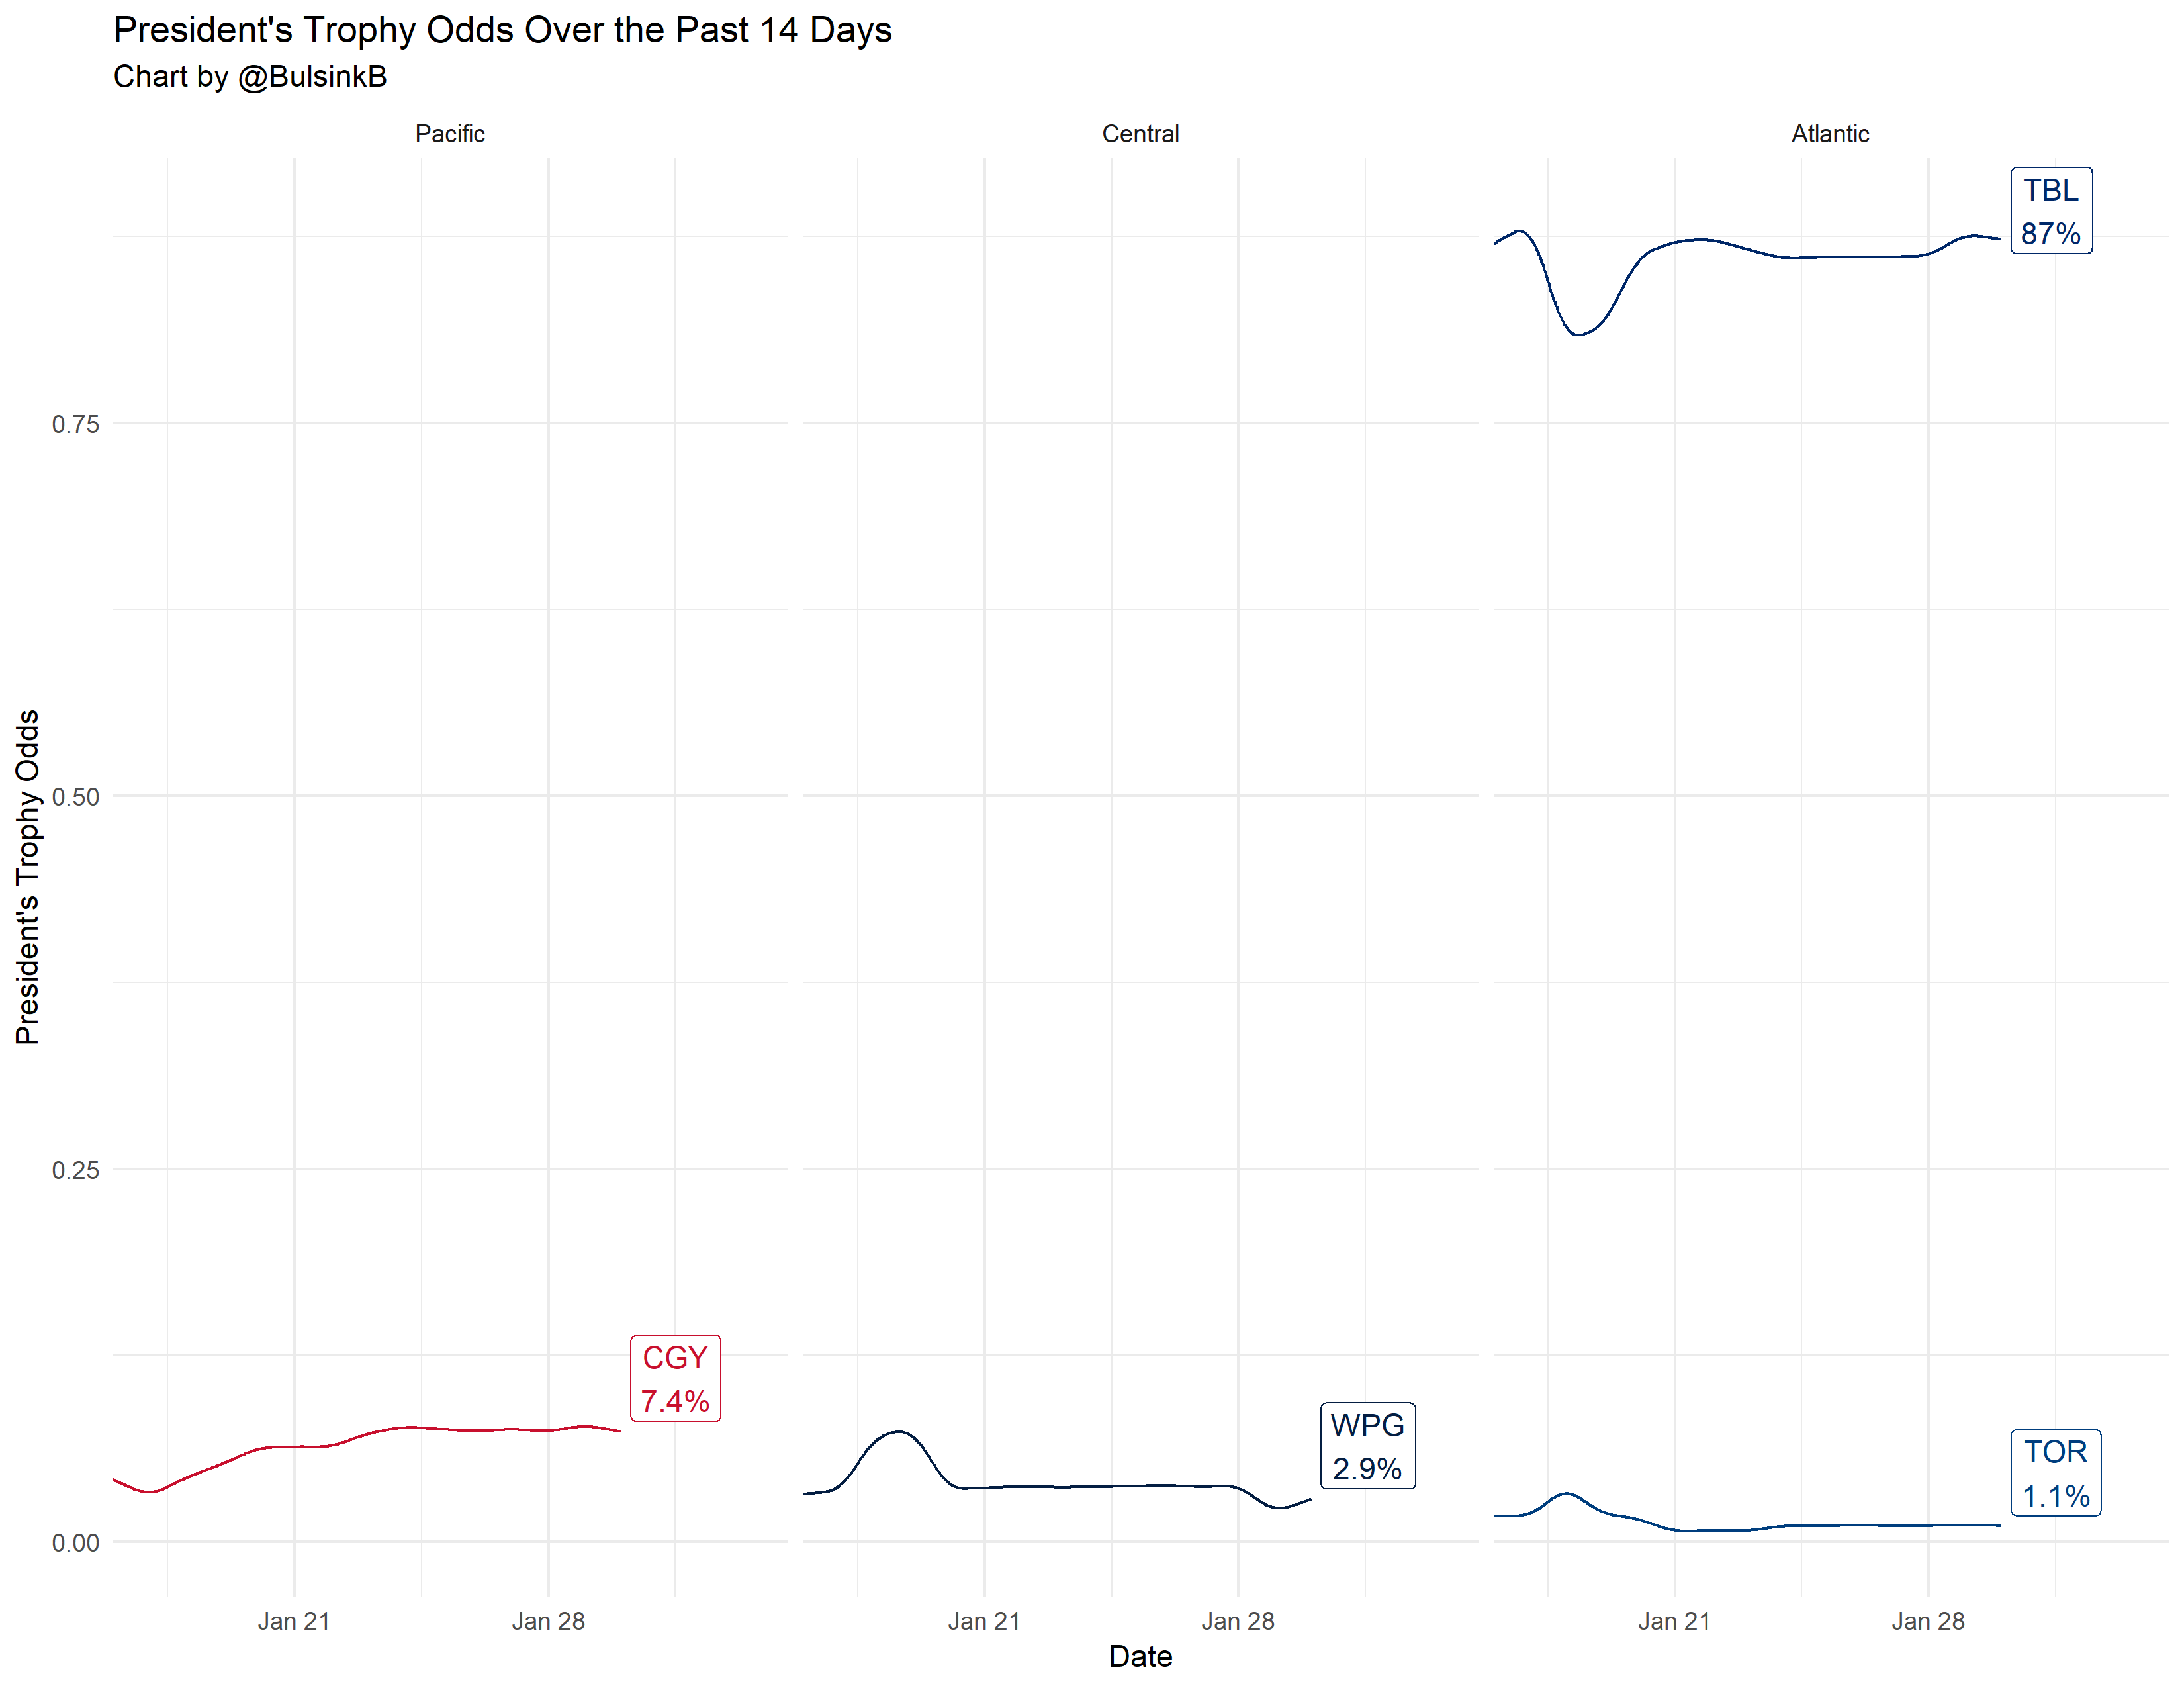 President's Trophy Odds Over the Past 14 Days
Chart by @BulsinkB
Pacific
Central
Atlantic
President's Trophy Odds
0.75
0.50
0.25
0.00
TBL
87%
CGY
7.4%
WPG
2.9%
TOR
1.1%
Jan 21
Jan 28
Jan 21
Jan 28
Jan 21
Jan 28
Date